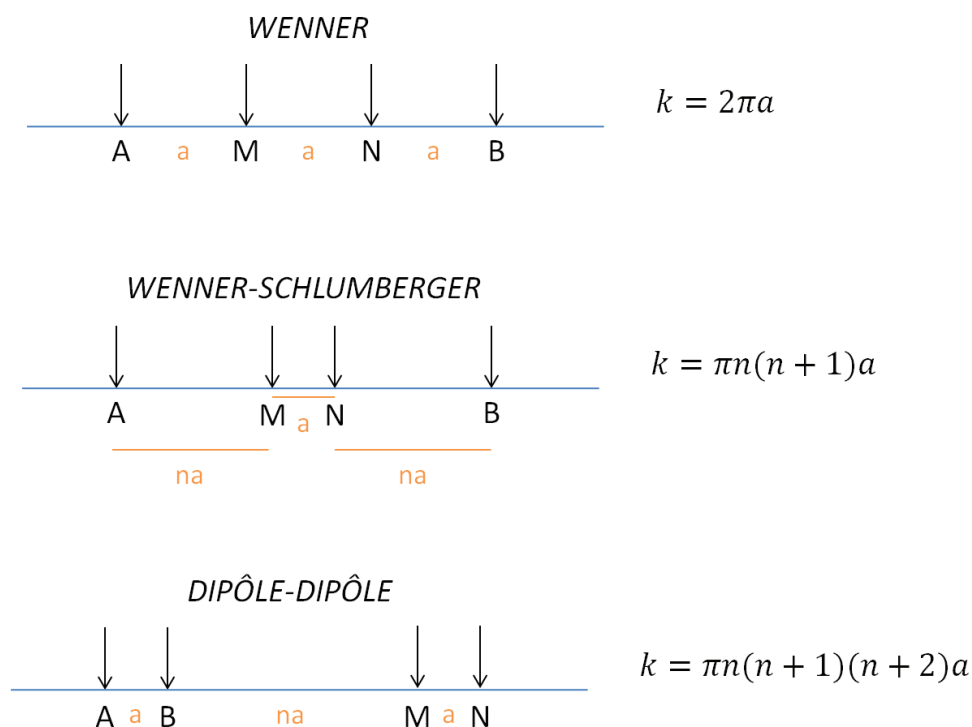 WENNER
k = 2πa
A a M a N a B
WENNER-SCHLUMBERGER
k = πn(n + 1)a
A M a N B
na na
DIPÔLE-DIPÔLE
k = πn(n + 1)(n + 2)a
A a B na M a N